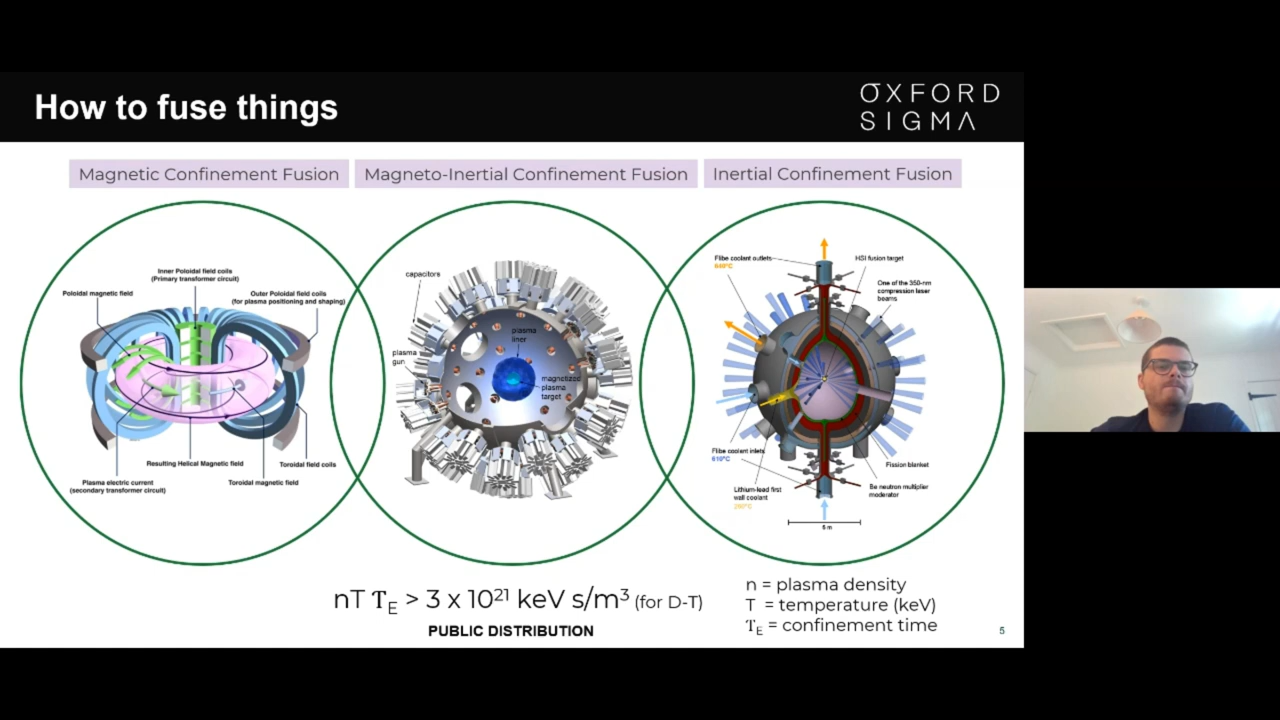 How to fuse things
OXFORD
SIGMA
Magnetic Confinement Fusion
Magneto-Inertial Confinement Fusion
Inertial Confinement Fusion
Inner Poloidal field coils
(Primary transformer circuit)
Poloidal magnetic field
Outer Poloidal field coils
(for plasma positioning and shaping)
Resulting Helical Magnetic field
Toroidal field coils
Plasma electric current
(secondary transformer circuit)
Toroidal magnetic field
capacitors
plasma
gun
plasma
liner
magnetized
plasma
target
Flibe coolant outlets
640°C
HSI fusion target
One of the 350-nm
compression laser
beams
Flibe coolant inlets
610°C
Lithium-lead first
wall coolant
260°C
Fission blanket
Be neutron multiplier
moderator
5 m
nT τE > 3 x 10²¹ keV s/m³ (for D-T)
n = plasma density
T = temperature (keV)
τE = confinement time
PUBLIC DISTRIBUTION
5